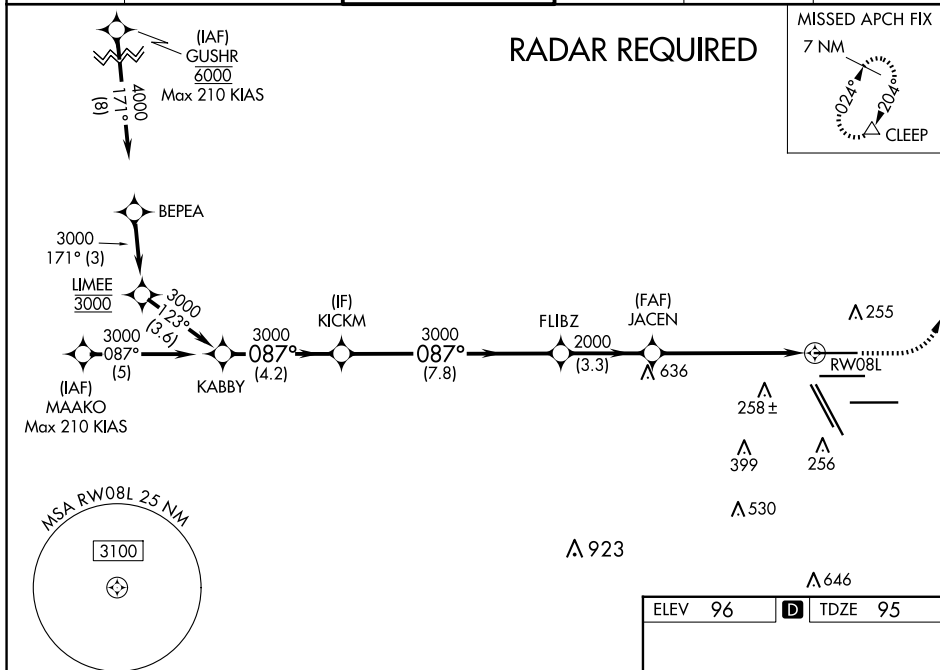 (IAF)
GUSHR
6000
Max 210 KIAS
4000
171°
(8)
RADAR REQUIRED
MISSED APCH FIX
7 NM
024°
204°
CLEEP
BEPEA
3000
171° (3)
LIMEE
3000
3000
123°
(3.6)
(IF)
KICKM
FLIBZ
(FAF)
JACEN
255
3000
087°
(5)
3000
087°
(4.2)
3000
087°
(7.8)
2000
(3.3)
636
RW08L
(IAF)
MAAKO
Max 210 KIAS
KABBY
258±
399
256
530
MSA RW08L 25 NM
3100
923
646
ELEV 96 D TDZE 95